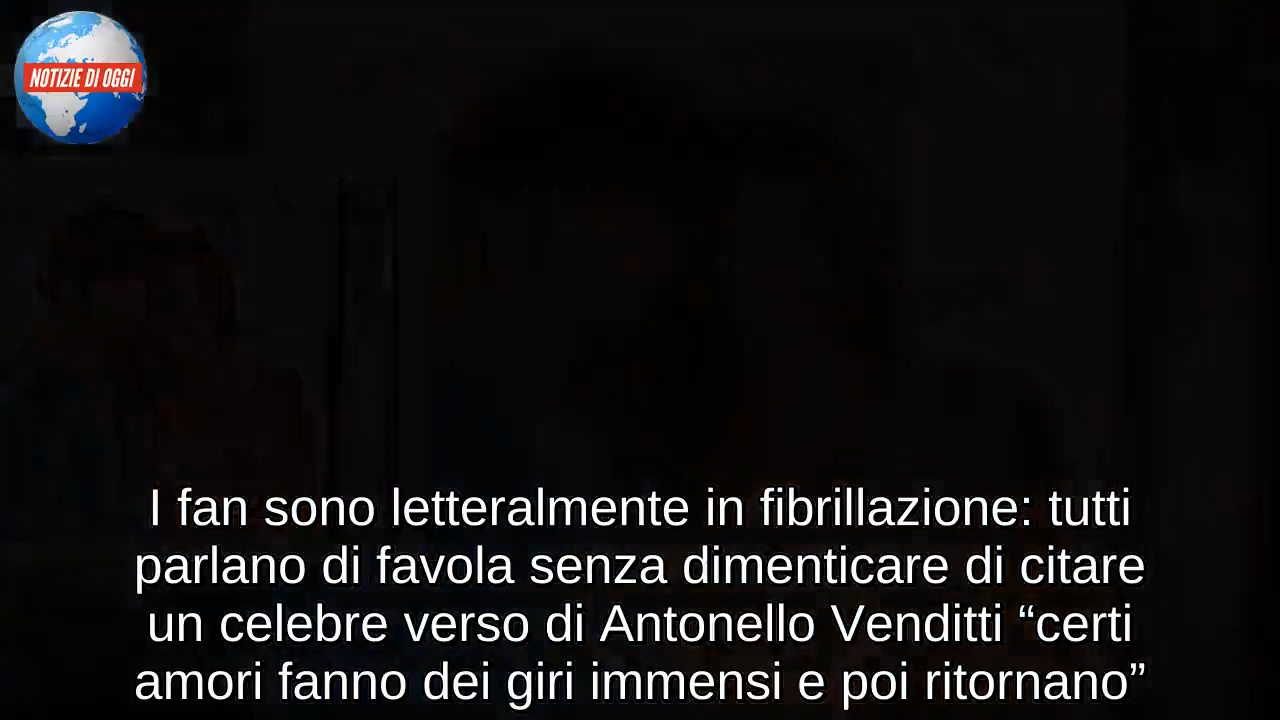 NOTIZIE DI OGGI
I fan sono letteralmente in fibrillazione: tutti
parlano di favola senza dimenticare di citare
un celebre verso di Antonello Venditti “certi
amori fanno dei giri immensi e poi ritornano”